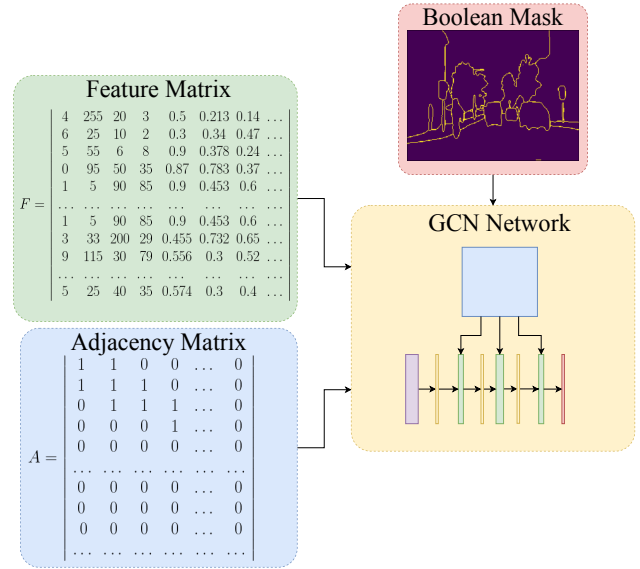 Boolean Mask
Feature Matrix
F =
4 255 20 3 0.5 0.213 0.14 ...
6 25 10 2 0.3 0.34 0.47 ...
5 55 6 8 0.9 0.378 0.24 ...
0 95 50 35 0.87 0.783 0.37 ...
1 5 90 85 0.9 0.453 0.6 ...
... ... ... ... ... ... ... ...
1 5 90 85 0.9 0.453 0.6 ...
3 33 200 29 0.455 0.732 0.65 ...
9 115 30 79 0.556 0.3 0.52 ...
... ... ... ... ... ... ... ...
5 25 40 35 0.574 0.3 0.4 ...
GCN Network
Adjacency Matrix
A =
1 1 0 0 ... 0
1 1 1 0 ... 0
0 1 1 1 ... 0
0 0 0 1 ... 0
0 0 0 0 ... 0
... ... ... ... ... ...
0 0 0 0 ... 0
0 0 0 0 ... 0
0 0 0 0 ... 0
... ... ... ... ... ...